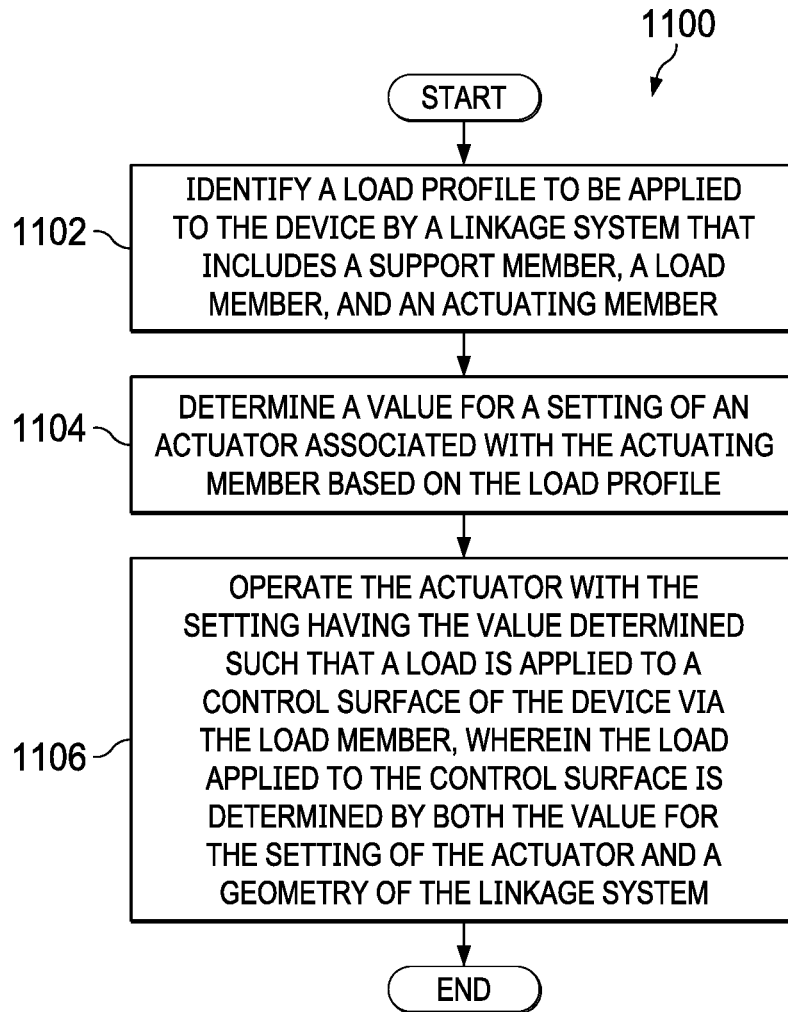 1100
START
1102
IDENTIFY A LOAD PROFILE TO BE APPLIED
TO THE DEVICE BY A LINKAGE SYSTEM THAT
INCLUDES A SUPPORT MEMBER, A LOAD
MEMBER, AND AN ACTUATING MEMBER
1104
DETERMINE A VALUE FOR A SETTING OF AN
ACTUATOR ASSOCIATED WITH THE ACTUATING
MEMBER BASED ON THE LOAD PROFILE
1106
OPERATE THE ACTUATOR WITH THE
SETTING HAVING THE VALUE DETERMINED
SUCH THAT A LOAD IS APPLIED TO A
CONTROL SURFACE OF THE DEVICE VIA
THE LOAD MEMBER, WHEREIN THE LOAD
APPLIED TO THE CONTROL SURFACE IS
DETERMINED BY BOTH THE VALUE FOR
THE SETTING OF THE ACTUATOR AND A
GEOMETRY OF THE LINKAGE SYSTEM
END